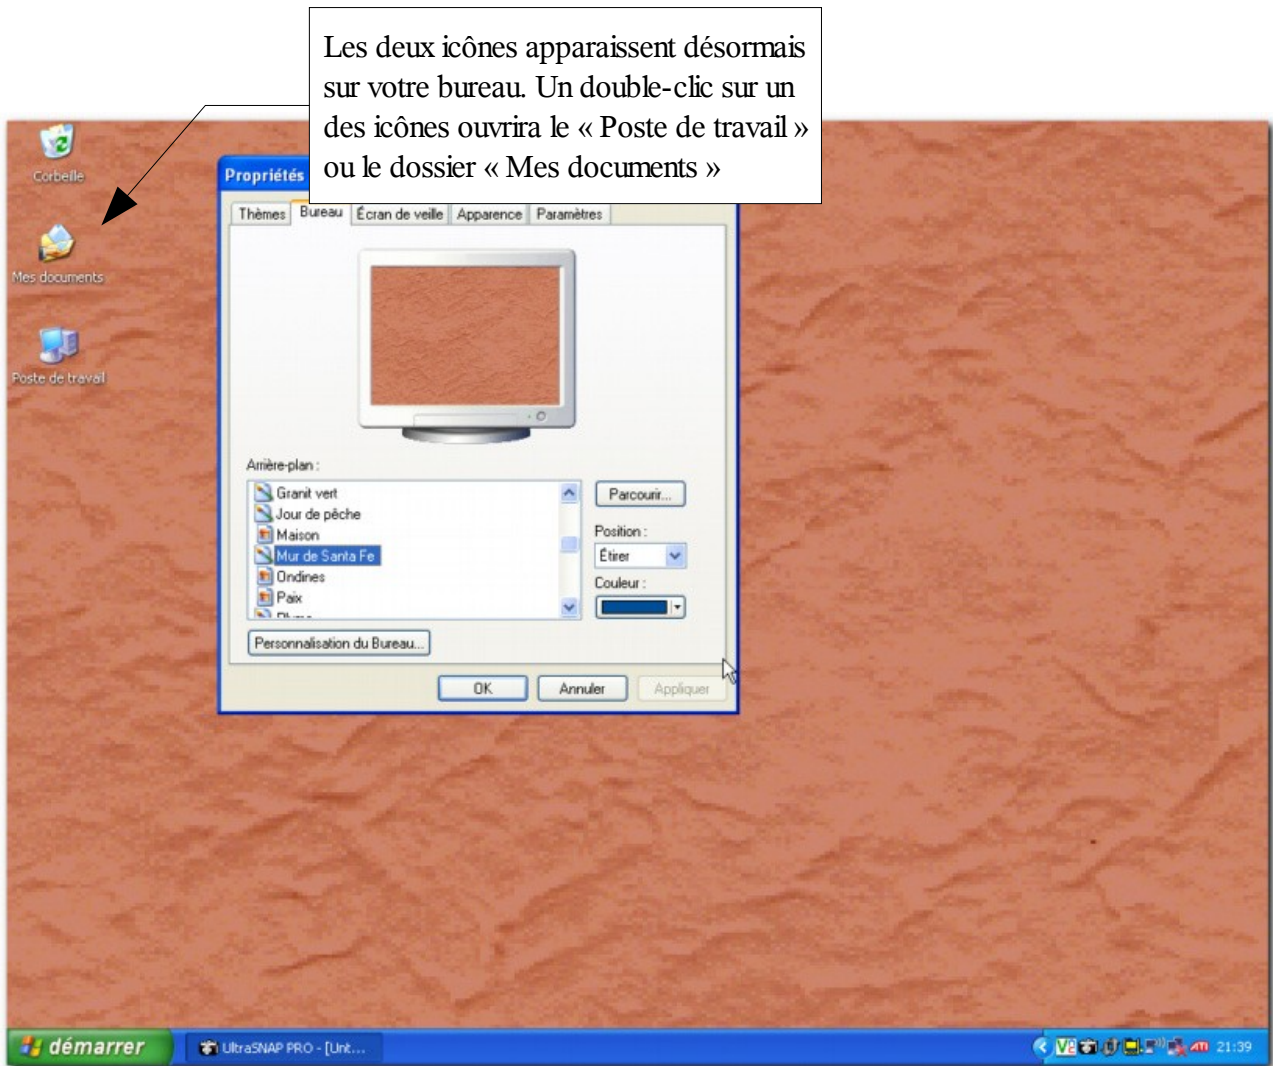 Les deux icônes apparaissent désormais
sur votre bureau. Un double-clic sur un
des icônes ouvrira le « Poste de travail »
ou le dossier « Mes documents »
Corbeille
Mes documents
Poste de travail
Propriétés
Thèmes Bureau Écran de veille Apparence Paramètres
Arrière-plan :
Granit vert
Jour de pêche
Maison
Mur de Santa Fe
Ondines
Paix
Parcourir...
Position :
Étirer
Couleur :
Personnalisation du Bureau...
OK Annuler Appliquer
démarrer UltraSNAP PRO - [Unt... ATI 21:39